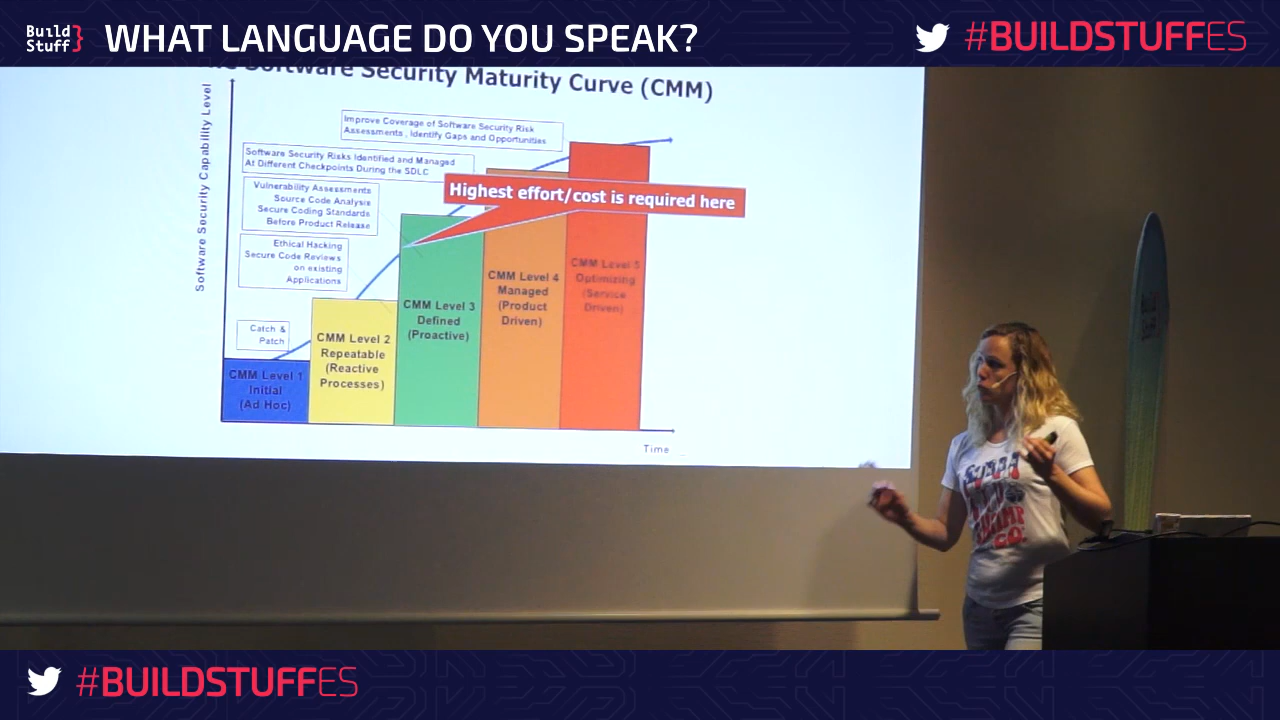 Build
Stuff}
WHAT LANGUAGE DO YOU SPEAK?
#BUILDSTUFFES
Software Security Maturity Curve (CMM)
Software Security Capability Level
Improve Coverage of Software Security Risk
Assessments , Identify Gaps and Opportunities
Software Security Risks Identified and Managed
At Different Checkpoints During the SDLC
Vulnerability Assessments
Source Code Analysis
Secure Coding Standards
Before Product Release
Ethical Hacking
Secure Code Reviews
on existing
Applications
Catch &
Patch
Highest effort/cost is required here
CMM Level 1
Initial
(Ad Hoc)
CMM Level 2
Repeatable
(Reactive
Processes)
CMM Level 3
Defined
(Proactive)
CMM Level 4
Managed
(Product
Driven)
CMM Level 5
Optimizing
(Service
Driven)
Time
CO.
#BUILDSTUFFES